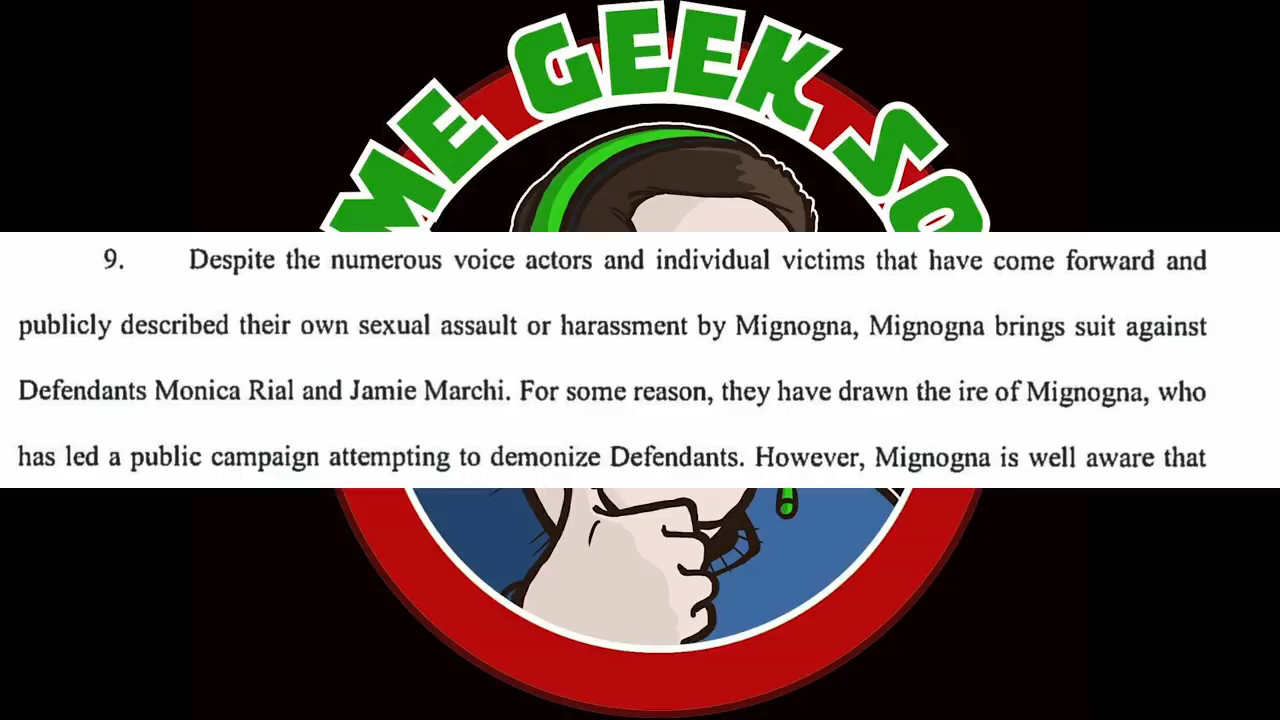 ME GEEK SO
9. Despite the numerous voice actors and individual victims that have come forward and
publicly described their own sexual assault or harassment by Mignogna, Mignogna brings suit against
Defendants Monica Rial and Jamie Marchi. For some reason, they have drawn the ire of Mignogna, who
has led a public campaign attempting to demonize Defendants. However, Mignogna is well aware that